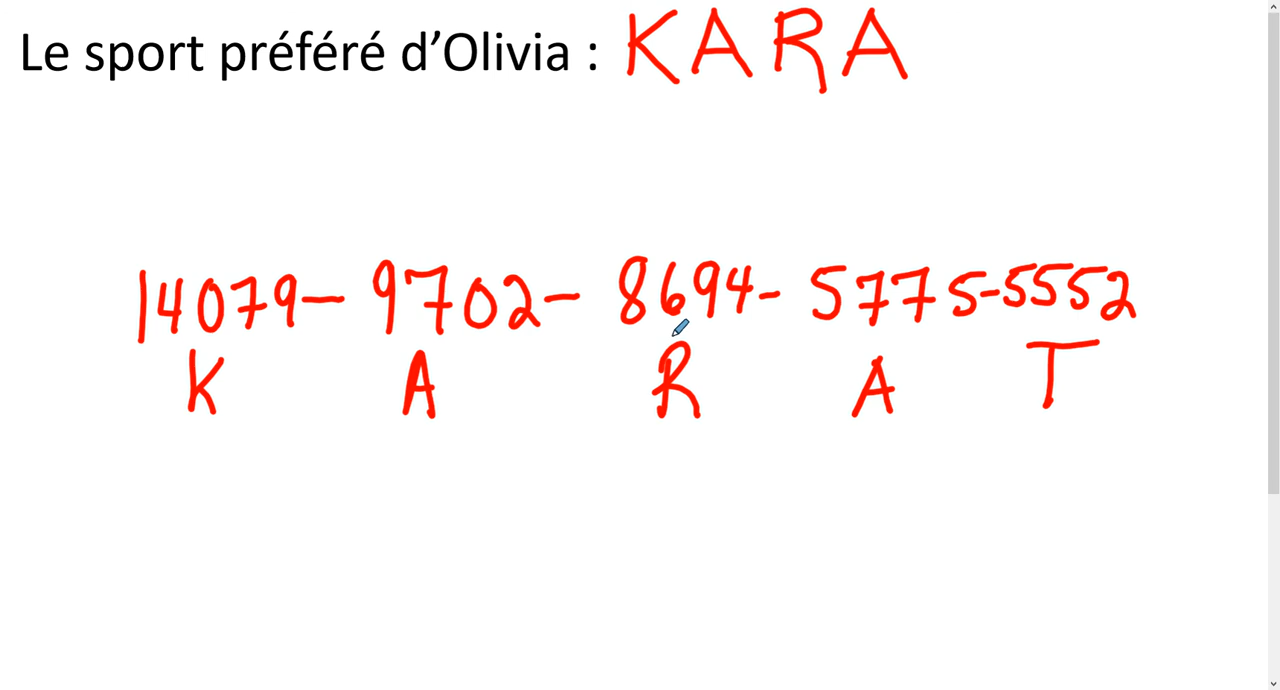 Le sport préféré d’Olivia : KARA
14079- 9702- 8694- 5775-5552
K A R A T